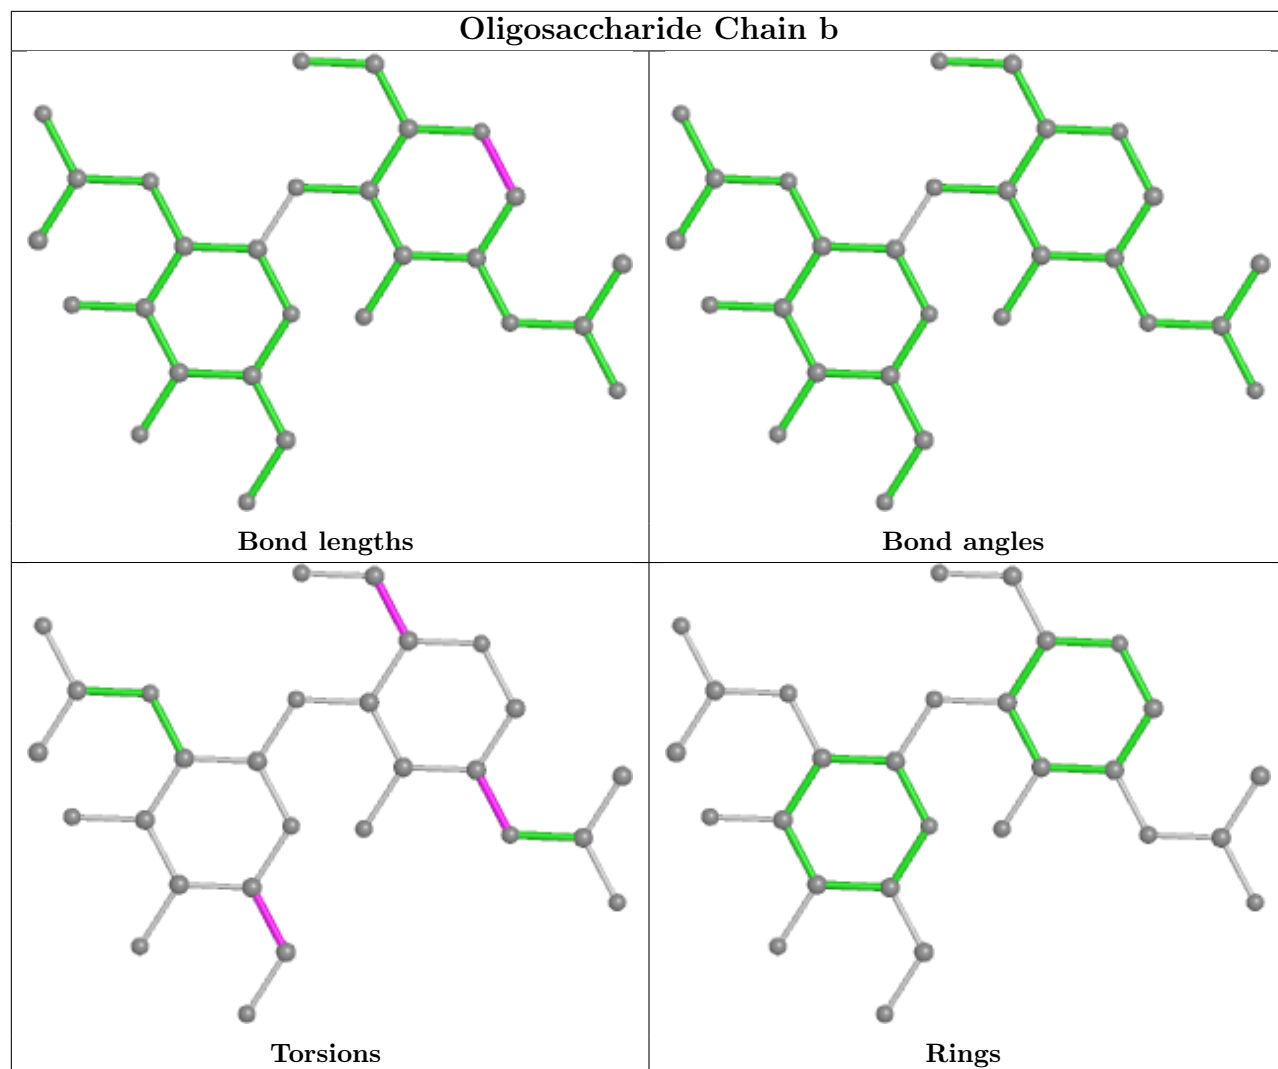 Oligosaccharide Chain b
Bond lengths
Bond angles
Torsions
Rings